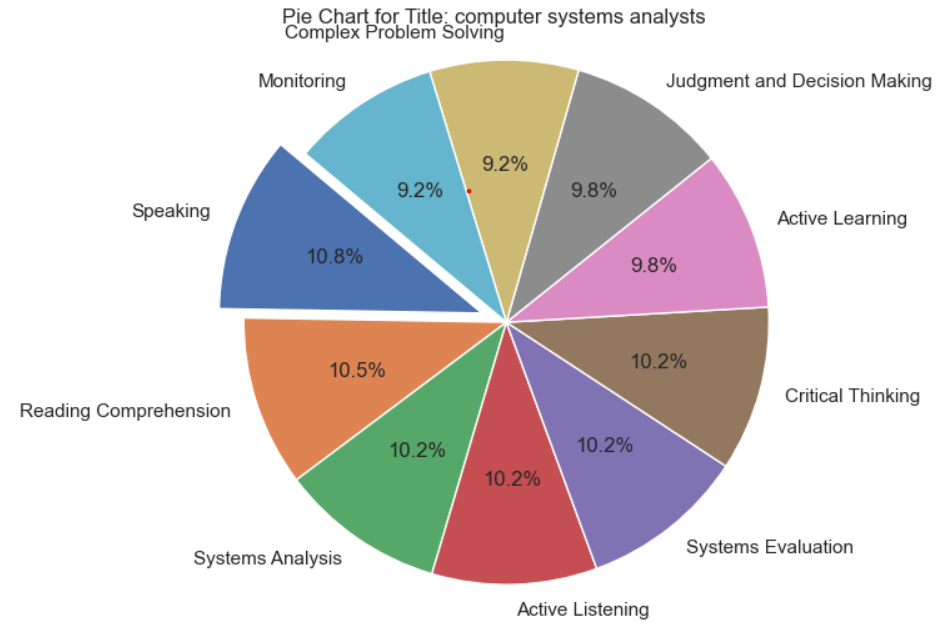 Pie Chart for Title: computer systems analysts
Complex Problem Solving
Monitoring
Judgment and Decision Making
9.2%
9.2%
9.8%
Speaking
Active Learning
10.8%
9.8%
10.5%
10.2%
Reading Comprehension
Critical Thinking
10.2%
10.2%
10.2%
Systems Analysis
Systems Evaluation
Active Listening